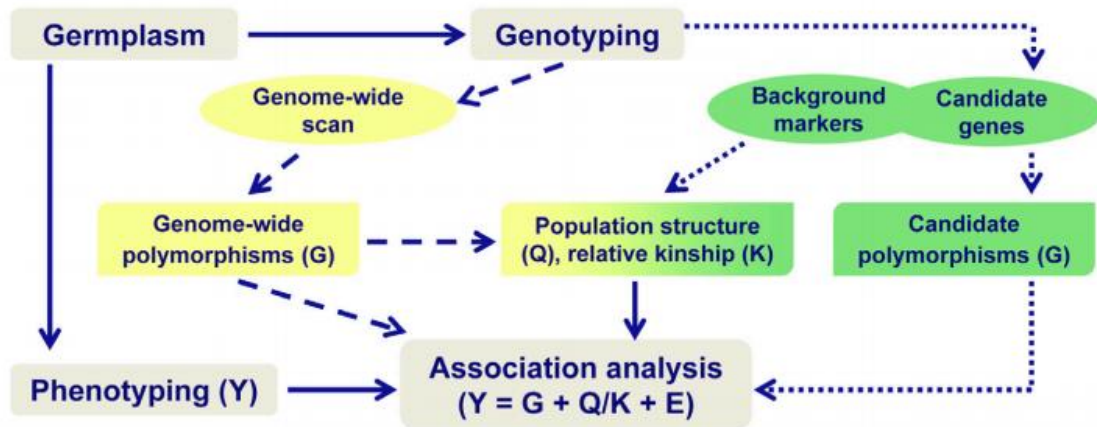 Germplasm
Genotyping
Genome-wide
scan
Background
markers
Candidate
genes
Genome-wide
polymorphisms (G)
Population structure
(Q), relative kinship (K)
Candidate
polymorphisms (G)
Phenotyping (Y)
Association analysis
(Y = G + Q/K + E)